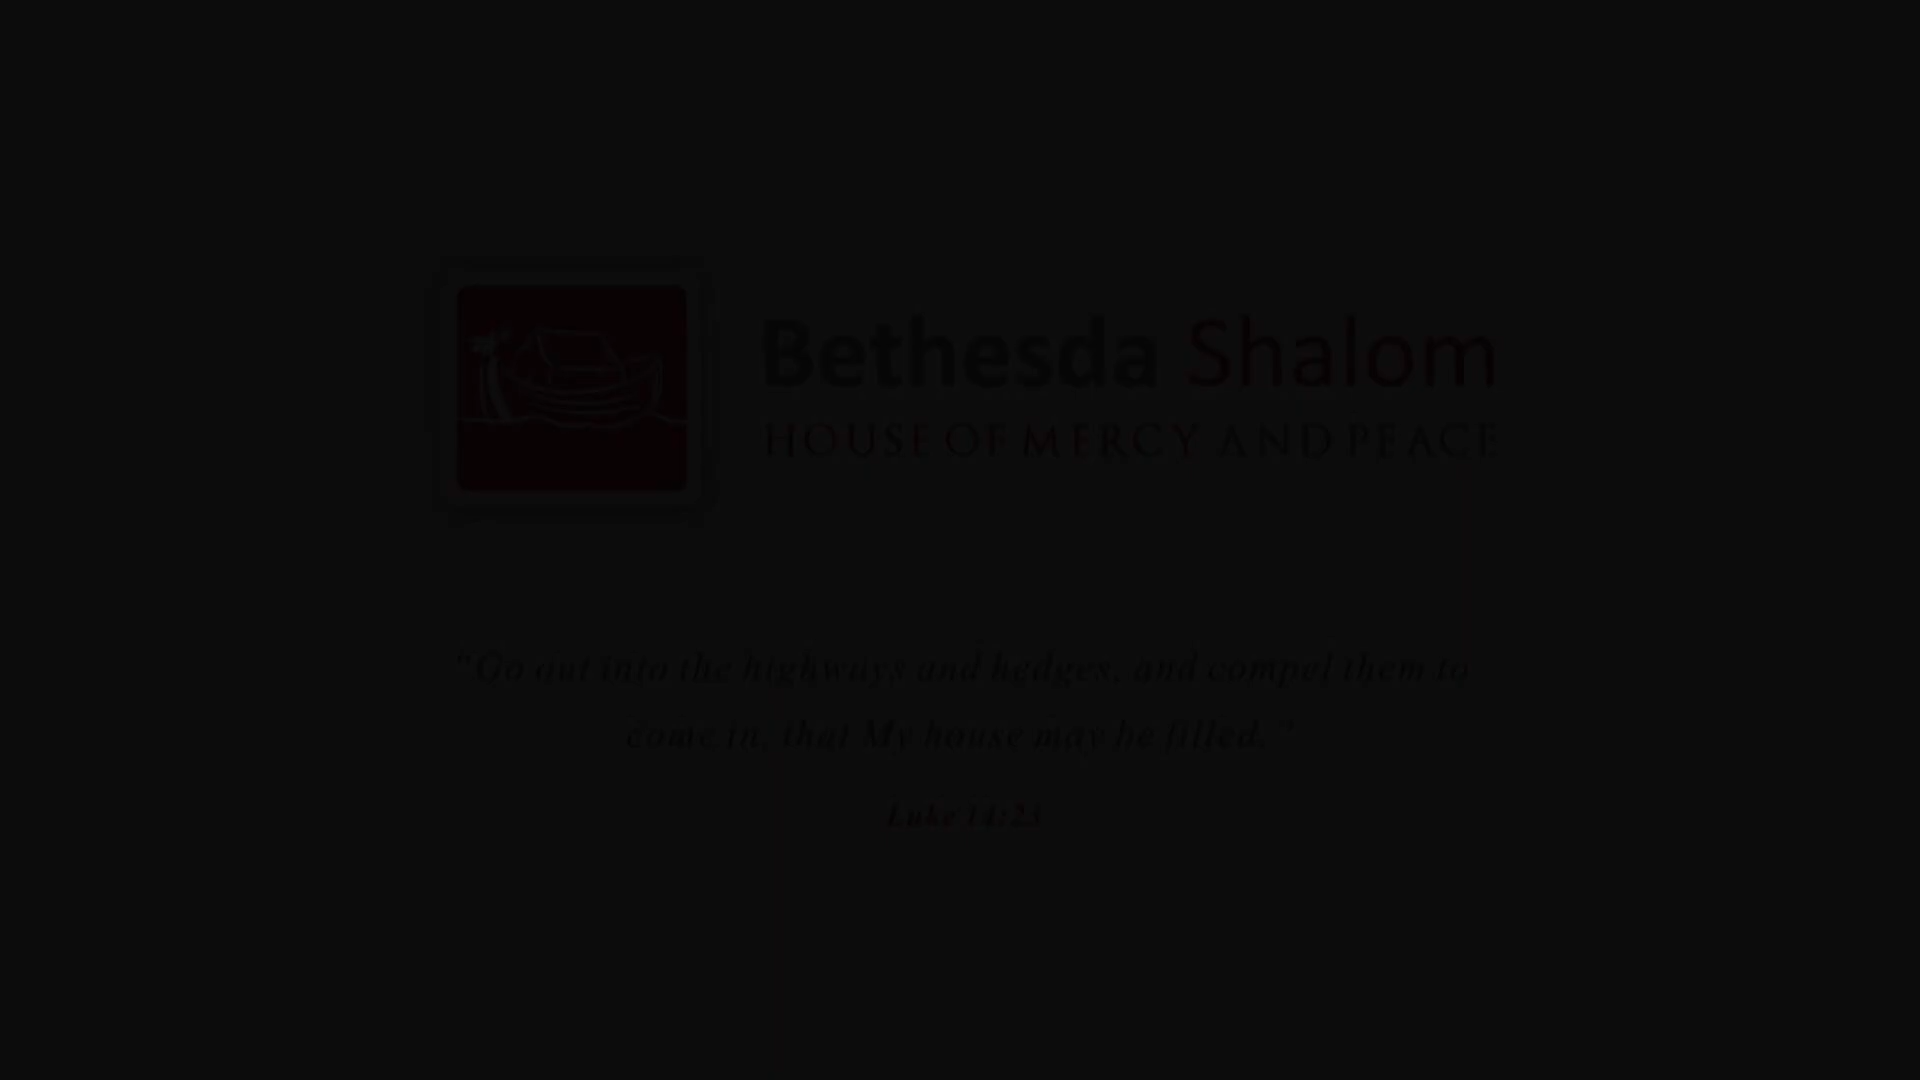 Bethesda Shalom
HOUSE OF MERCY AND PEACE
"Go out into the highways and hedges, and compel them to
come in, that My house may be filled."
Luke 14:23